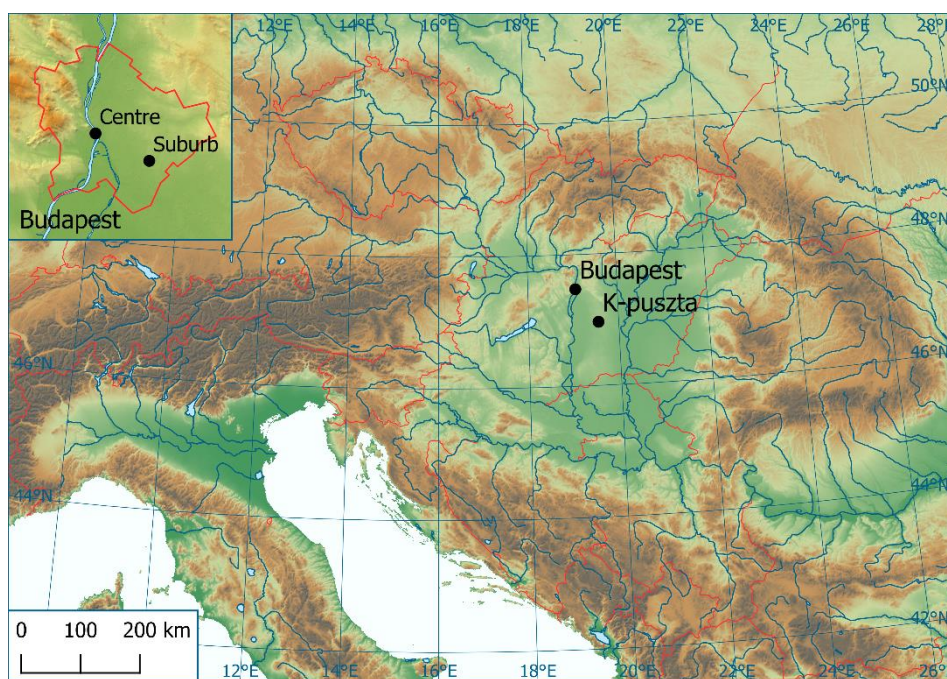 12°E 14°E 16°E 18°E 20°E 22°E 24°E 26°E 28°E
Centre
Suburb
Budapest
50°N
48°N
Budapest
K-puszta
46°N
46°N
44°N
44°N
42°N
0 100 200 km
12°E 14°E 16°E 18°E 20°E 22°E 24°E 26°E